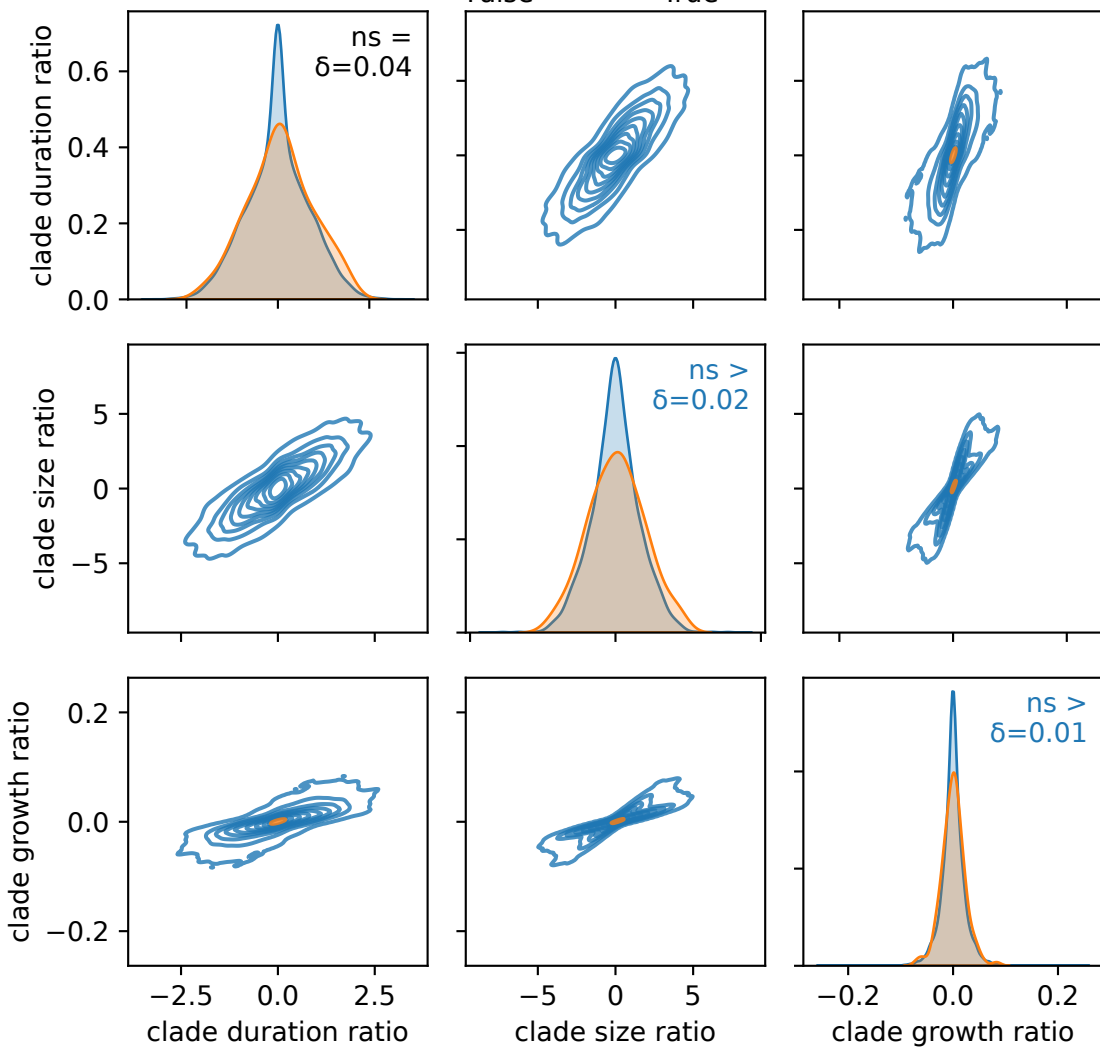 clade duration ratio
0.6
0.4
0.2
0.0
ns =
δ=0.04
clade size ratio
5
0
−5
ns >
δ=0.02
clade growth ratio
0.2
0.0
−0.2
ns >
δ=0.01
−2.5 0.0 2.5
−5 0 5
−0.2 0.0 0.2
clade duration ratio
clade size ratio
clade growth ratio